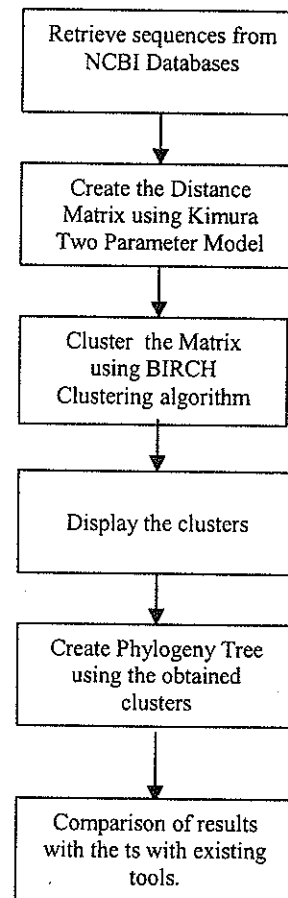 Retrieve sequences from
NCBI Databases
Create the Distance
Matrix using Kimura
Two Parameter Model
Cluster the Matrix
using BIRCH
Clustering algorithm
Display the clusters
Create Phylogeny Tree
using the obtained
clusters
Comparison of results
with the ts with existing
tools.